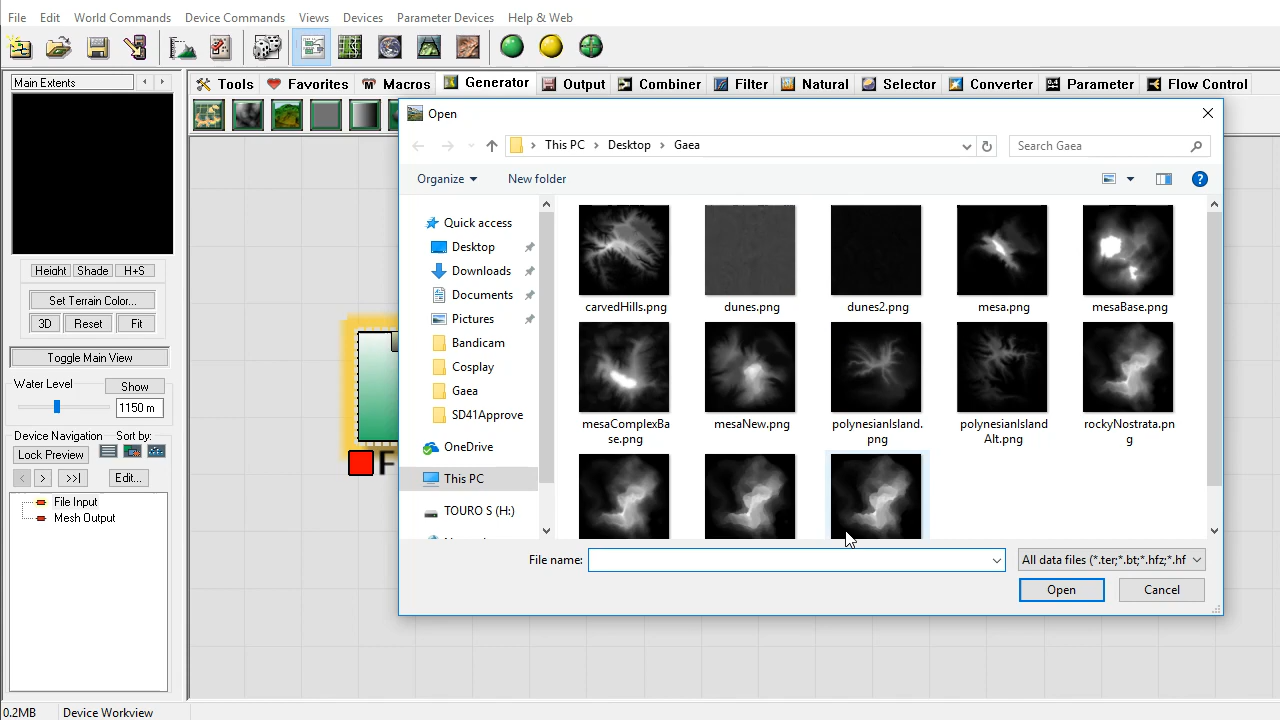 File Edit World Commands Device Commands Views Devices Parameter Devices Help & Web
Main Extents
Tools Favorites Macros Generator Output Combiner Filter Natural Selector Converter Parameter Flow Control
Open
This PC > Desktop > Gaea
Search Gaea
Organize New folder
Quick access
Desktop
Downloads
Documents
Pictures
Bandicam
Cosplay
Gaea
SD41Approve
OneDrive
This PC
TOURO S (H:)
carvedHills.png dunes.png dunes2.png mesa.png mesaBase.png
mesaComplexBa mesaNew.png polynesianIsland. polynesianIsland rockyNostrata.pn
se.png png Alt.png g
File name:
All data files (*.ter;*.bt;*.hfz;*.hf
Open Cancel
Height Shade H+S
Set Terrain Color...
3D Reset Fit
Toggle Main View
Water Level Show
1150 m
Device Navigation Sort by:
Lock Preview
< > >>| Edit...
File Input
Mesh Output
F
0.2MB Device Workview